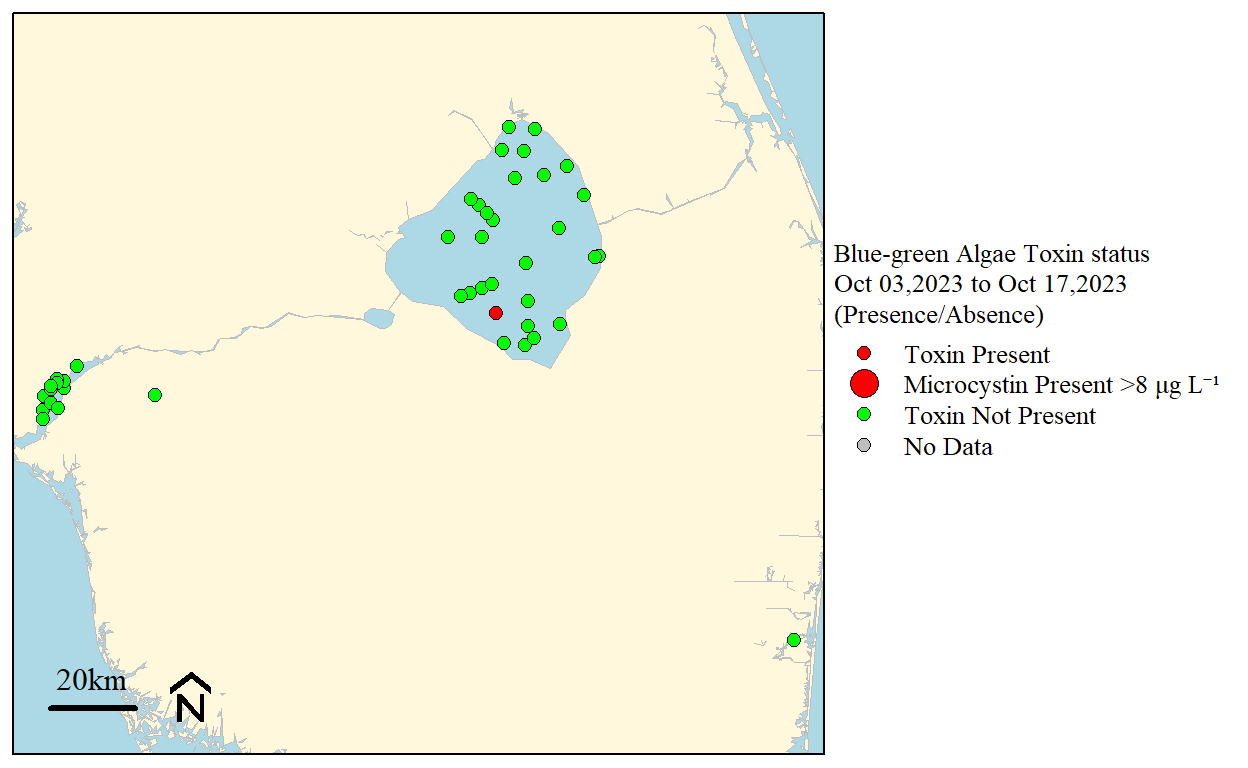 Blue-green Algae Toxin status
Oct 03,2023 to Oct 17,2023
(Presence/Absence)
Toxin Present
Microcystin Present >8 μg L⁻¹
Toxin Not Present
No Data
20km
N